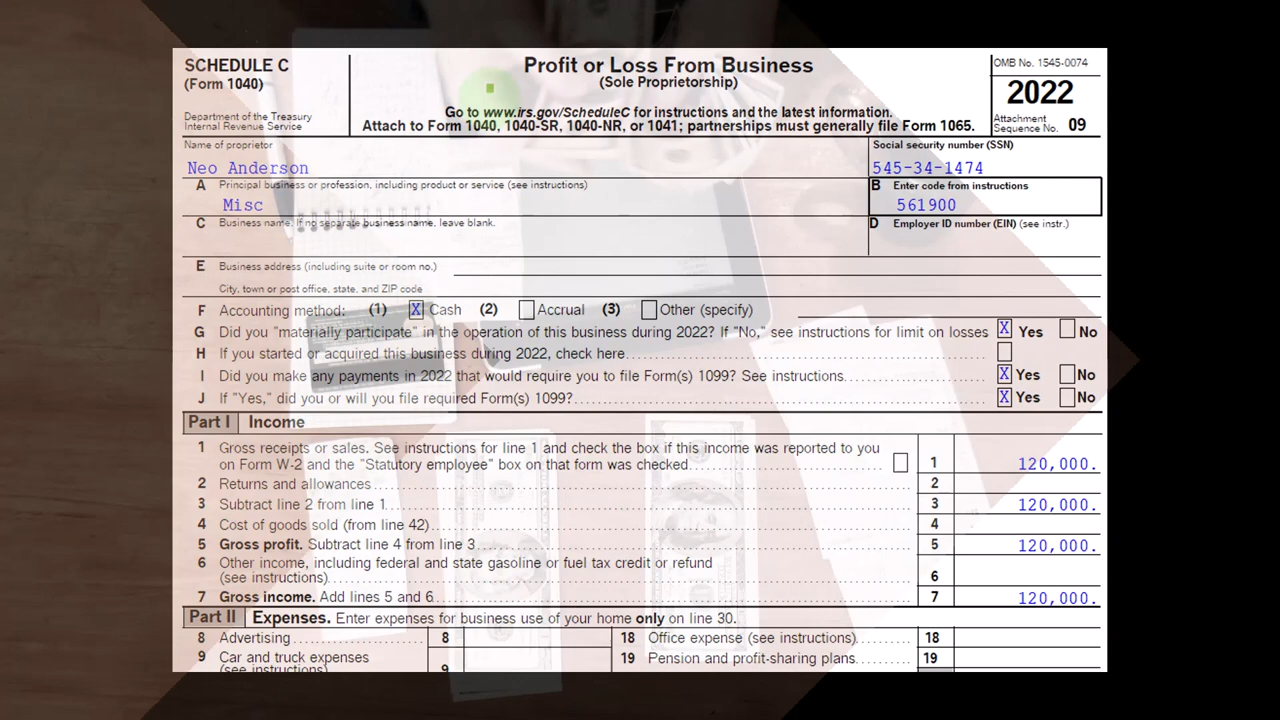 SCHEDULE C
(Form 1040)
Department of the Treasury
Internal Revenue Service
Profit or Loss From Business
(Sole Proprietorship)
Go to www.irs.gov/ScheduleC for instructions and the latest information.
Attach to Form 1040, 1040-SR, 1040-NR, or 1041; partnerships must generally file Form 1065.
OMB No. 1545-0074
2022
Attachment
Sequence No. 09
Name of proprietor
Neo Anderson
Social security number (SSN)
545-34-1474
A Principal business or profession, including product or service (see instructions)
Misc
B Enter code from instructions
561900
C Business name. If no separate business name, leave blank.
D Employer ID number (EIN) (see instr.)
E Business address (including suite or room no.)
City, town or post office, state, and ZIP code
F Accounting method: (1) X Cash (2) Accrual (3) Other (specify)
G Did you "materially participate" in the operation of this business during 2022? If "No," see instructions for limit on losses X Yes No
H If you started or acquired this business during 2022, check here
I Did you make any payments in 2022 that would require you to file Form(s) 1099? See instructions X Yes No
J If "Yes," did you or will you file required Form(s) 1099? X Yes No
Part I Income
1 Gross receipts or sales. See instructions for line 1 and check the box if this income was reported to you
on Form W-2 and the "Statutory employee" box on that form was checked 1 120,000.
2 Returns and allowances 2
3 Subtract line 2 from line 1 3 120,000.
4 Cost of goods sold (from line 42) 4
5 Gross profit. Subtract line 4 from line 3 5 120,000.
6 Other income, including federal and state gasoline or fuel tax credit or refund
(see instructions) 6
7 Gross income. Add lines 5 and 6 7 120,000.
Part II Expenses. Enter expenses for business use of your home only on line 30.
8 Advertising 8
18 Office expense (see instructions) 18
9 Car and truck expenses
(see instructions) 9
19 Pension and profit-sharing plans 19